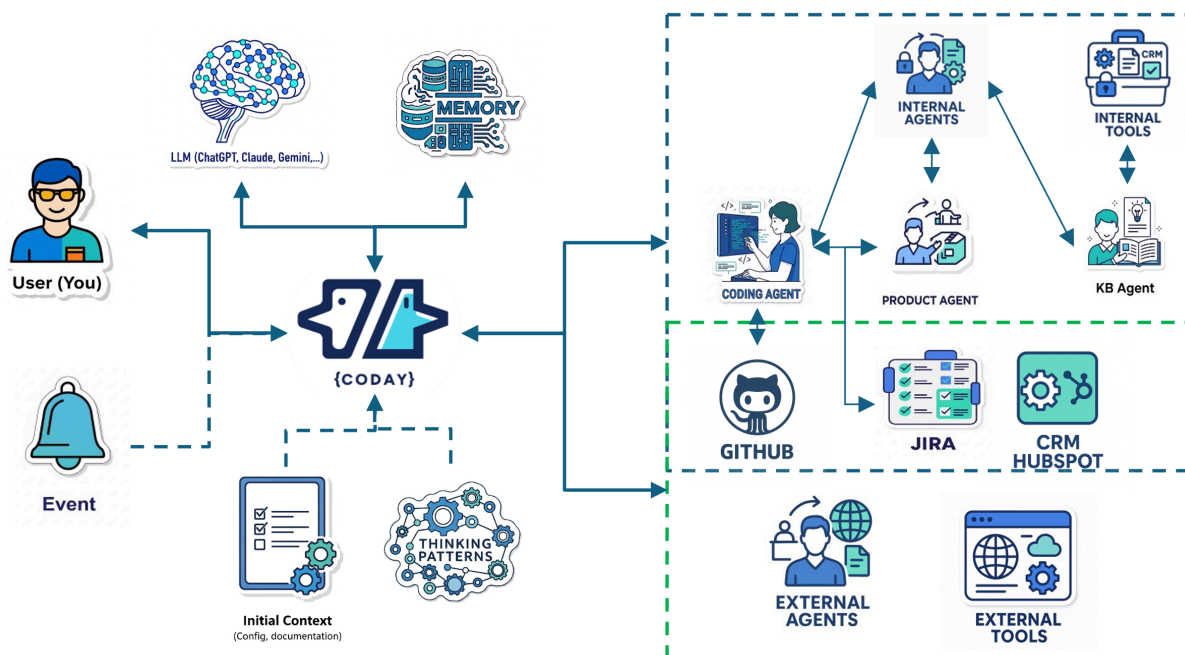 LLM (ChatGPT, Claude, Gemini,...)
MEMORY
User (You)
{CODAY}
Event
THINKING
PATTERNS
Initial Context
(Config, documentation)
INTERNAL
AGENTS
CRM
INTERNAL
TOOLS
</>
</>
CODING AGENT
PRODUCT AGENT
KB Agent
GITHUB
JIRA
CRM
HUBSPOT
EXTERNAL
AGENTS
EXTERNAL
TOOLS